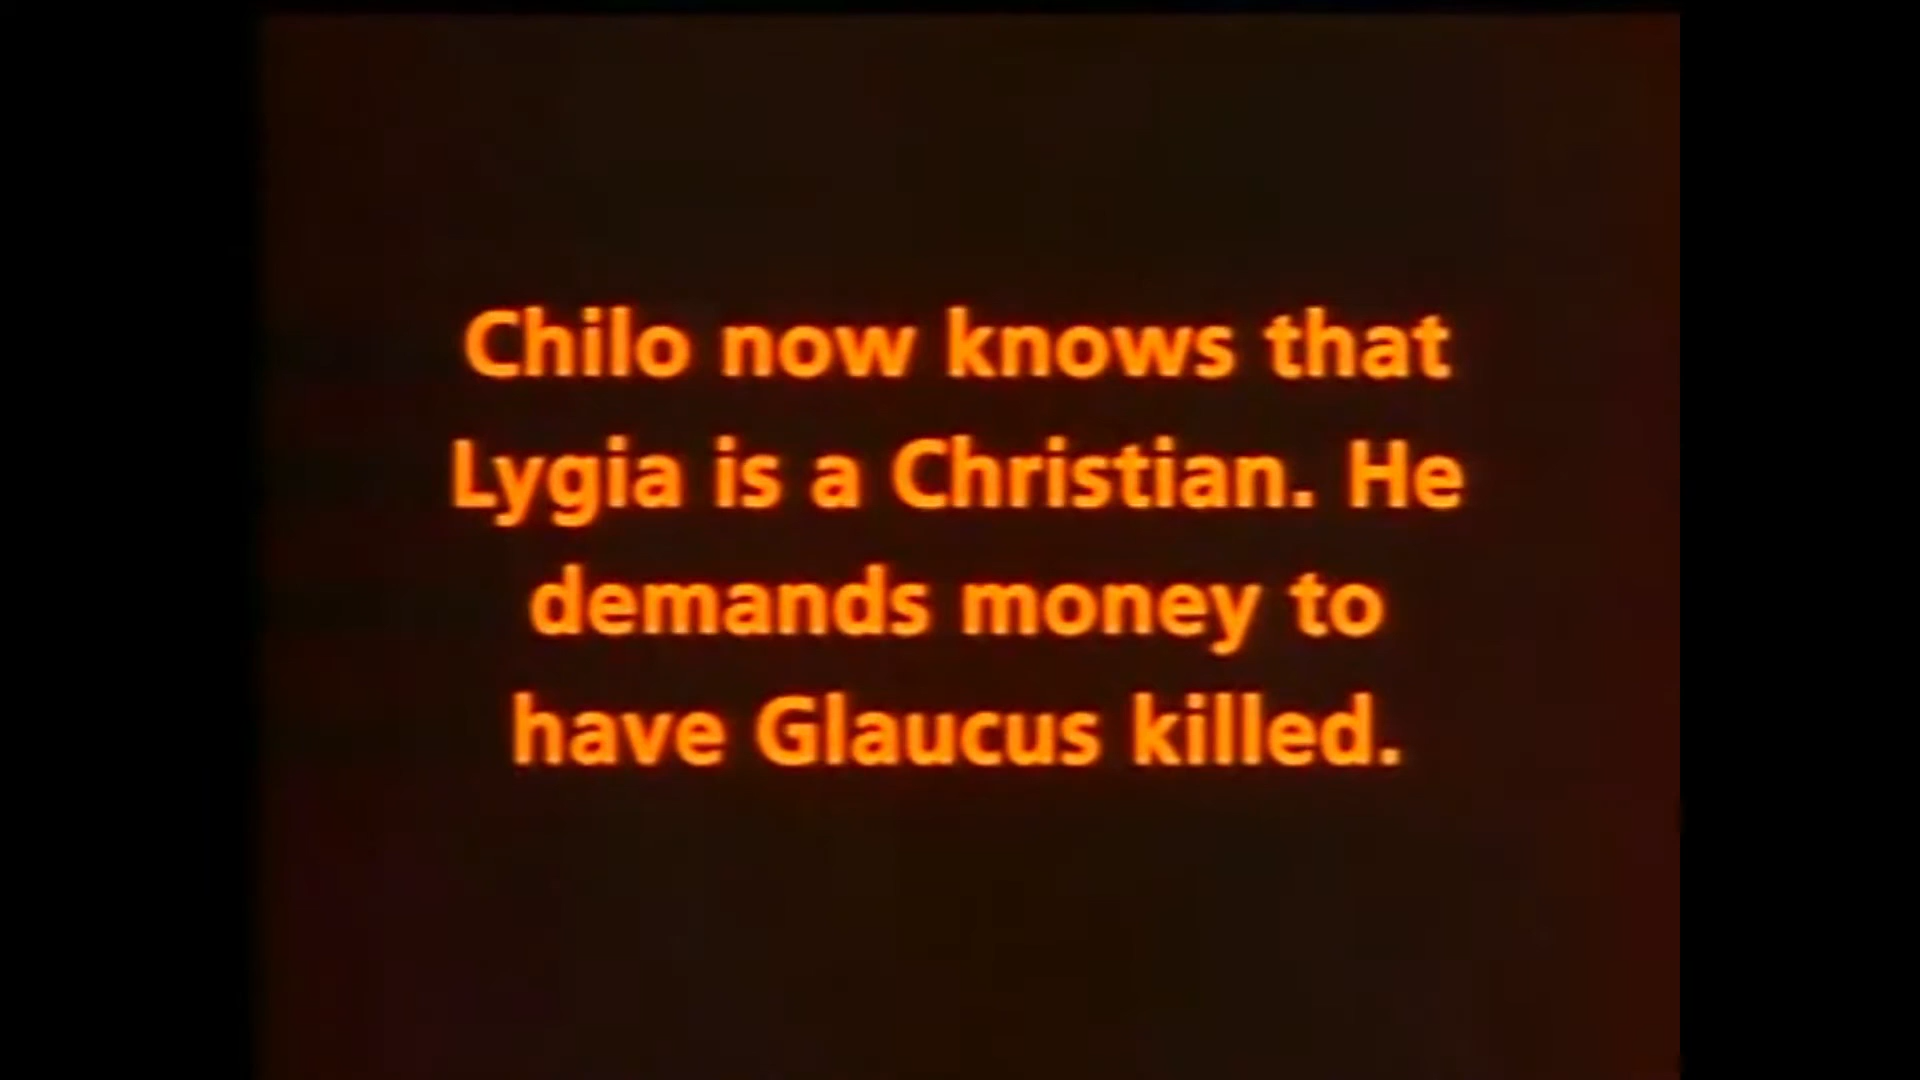 Chilo now knows that
Lygia is a Christian. He
demands money to
have Glaucus killed.